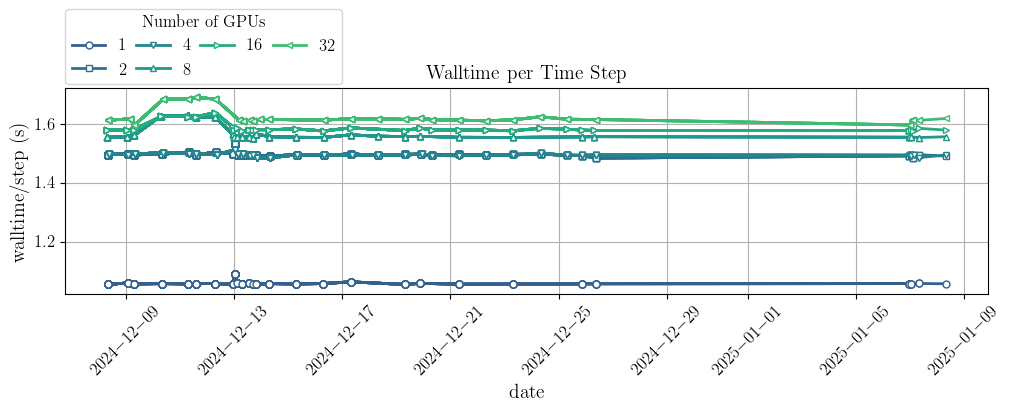 Number of GPUs
1 4 16 32
2 8
Walltime per Time Step
walltime/step (s)
1.6
1.4
1.2
2024−12−09
2024−12−13
2024−12−17
2024−12−21
2024−12−25
2024−12−29
2025−01−01
2025−01−05
2025−01−09
date